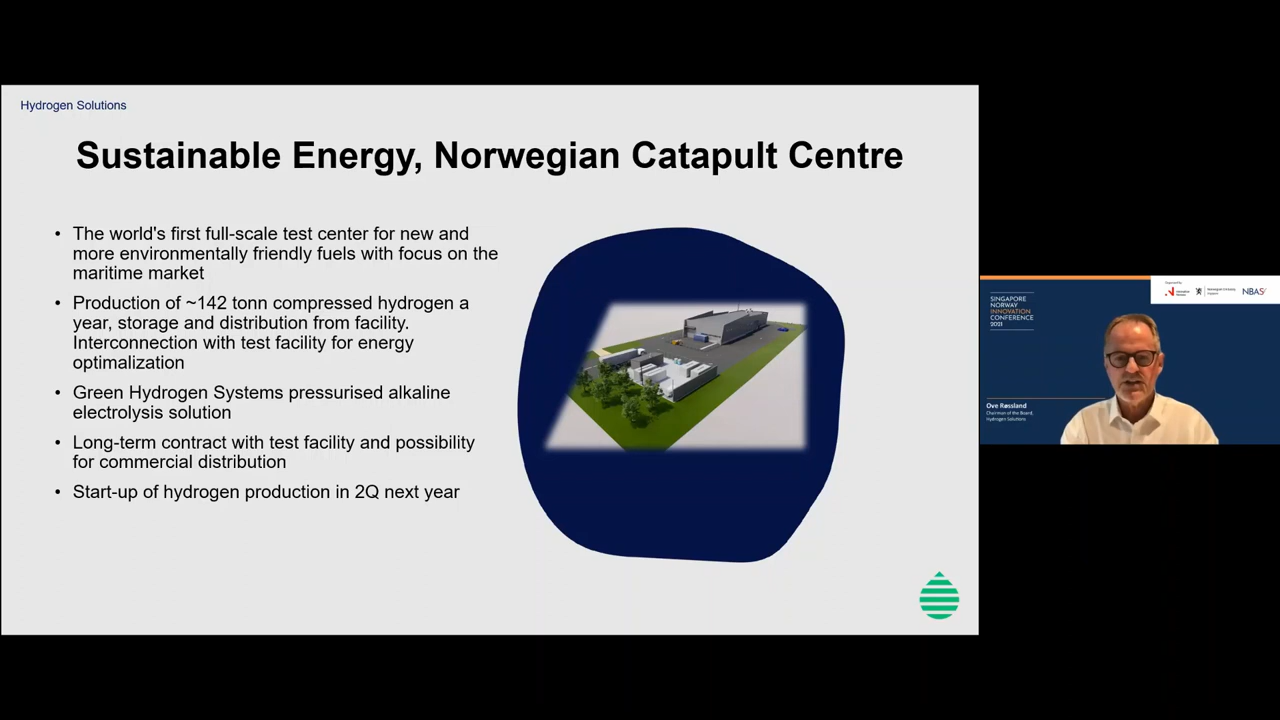 Hydrogen Solutions
Sustainable Energy, Norwegian Catapult Centre
• The world's first full-scale test center for new and
more environmentally friendly fuels with focus on the
maritime market
• Production of ~142 tonn compressed hydrogen a
year, storage and distribution from facility.
Interconnection with test facility for energy
optimalization
• Green Hydrogen Systems pressurised alkaline
electrolysis solution
• Long-term contract with test facility and possibility
for commercial distribution
• Start-up of hydrogen production in 2Q next year
SINGAPORE
NORWAY
INNOVATION
CONFERENCE
2021
NBAS
Ove Røssland
Chairman of the Board,
Hydrogen Solutions